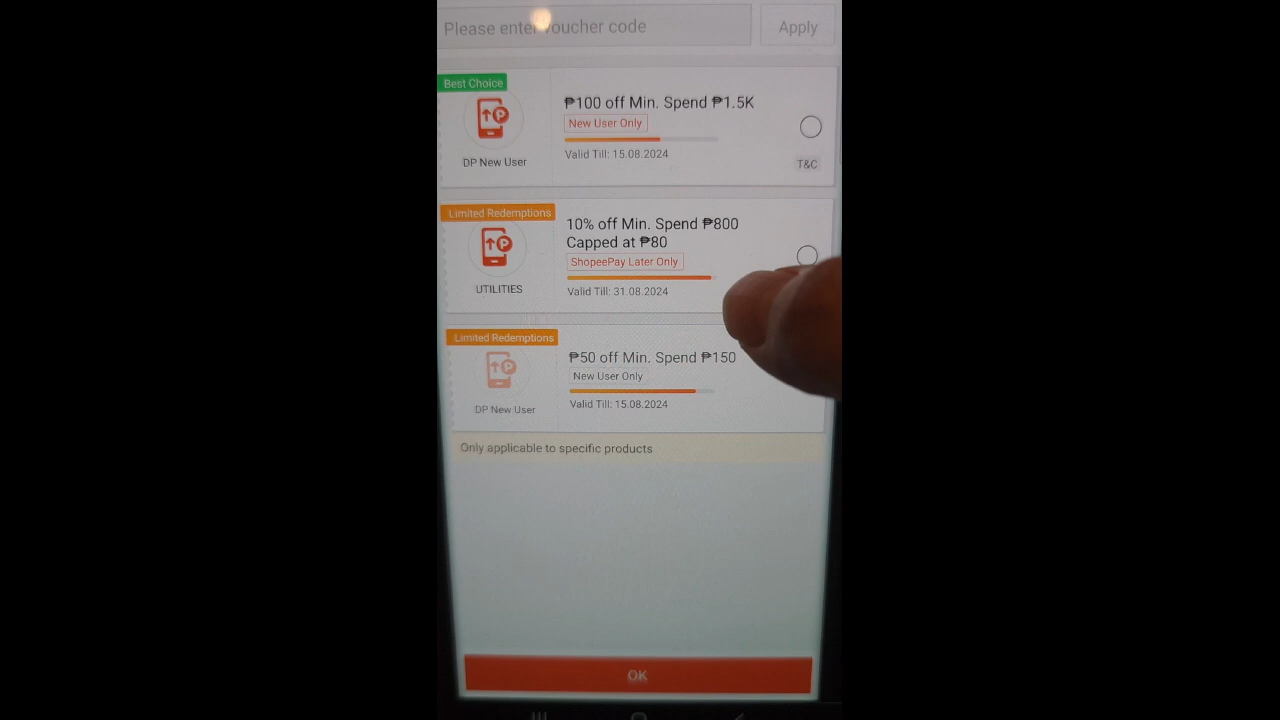 Please enter voucher code
Apply
Best Choice
₱100 off Min. Spend ₱1.5K
New User Only
Valid Till: 15.08.2024
DP New User
T&C
Limited Redemptions
10% off Min. Spend ₱800
Capped at ₱80
ShopeePay Later Only
UTILITIES
Valid Till: 31.08.2024
Limited Redemptions
₱50 off Min. Spend ₱150
New User Only
Valid Till: 15.08.2024
DP New User
Only applicable to specific products
OK